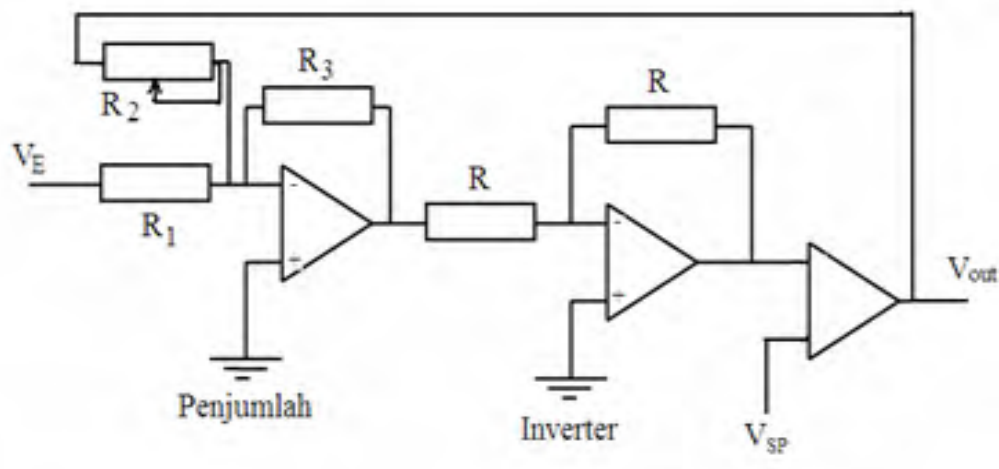 R3
R
R2
VE
R
R1
-
+
-
+
Vout
Penjumlah
Inverter
VSP